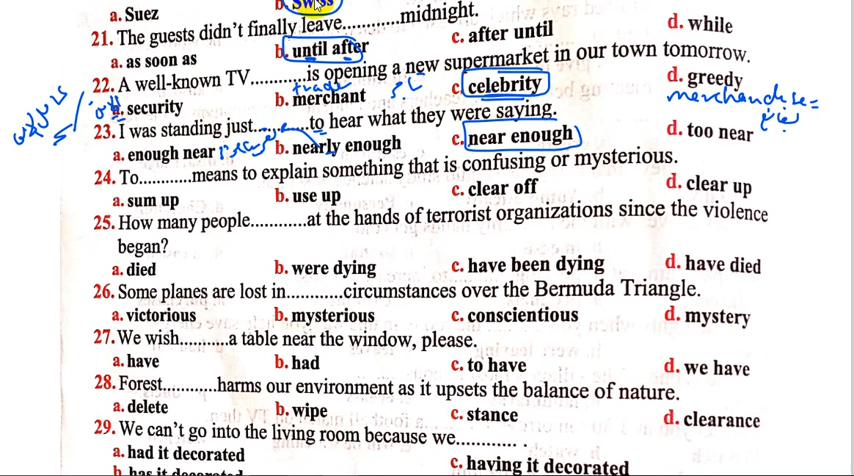 a. Suez b. Swiss
21. The guests didn't finally leave............midnight.
a. as soon as b. until after c. after until d. while
22. A well-known TV............is opening a new supermarket in our town tomorrow.
a. security b. merchant c. celebrity d. greedy
merchandise=
23. I was standing just............to hear what they were saying.
a. enough near b. nearly enough c. near enough d. too near
24. To............means to explain something that is confusing or mysterious.
a. sum up b. use up c. clear off d. clear up
25. How many people............at the hands of terrorist organizations since the violence
began?
a. died b. were dying c. have been dying d. have died
26. Some planes are lost in............circumstances over the Bermuda Triangle.
a. victorious b. mysterious c. conscientious d. mystery
27. We wish..........a table near the window, please.
a. have b. had c. to have d. we have
28. Forest............harms our environment as it upsets the balance of nature.
a. delete b. wipe c. stance d. clearance
29. We can't go into the living room because we............ .
a. had it decorated c. having it decorated
b. has it decorated